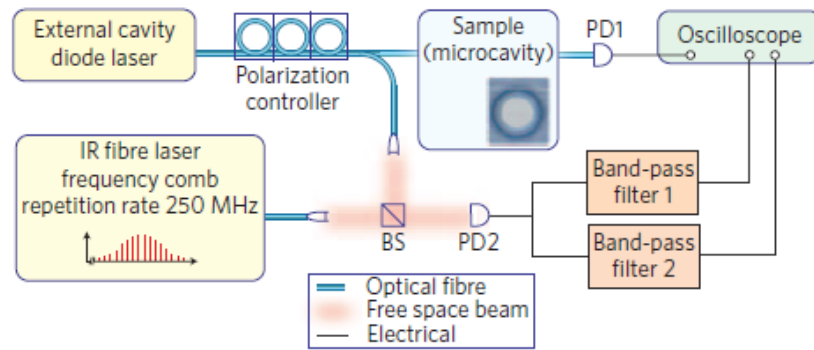 External cavity
diode laser
Polarization
controller
Sample
(microcavity)
PD1
Oscilloscope
IR fibre laser
frequency comb
repetition rate 250 MHz
BS
PD2
Band-pass
filter 1
Band-pass
filter 2
Optical fibre
Free space beam
Electrical